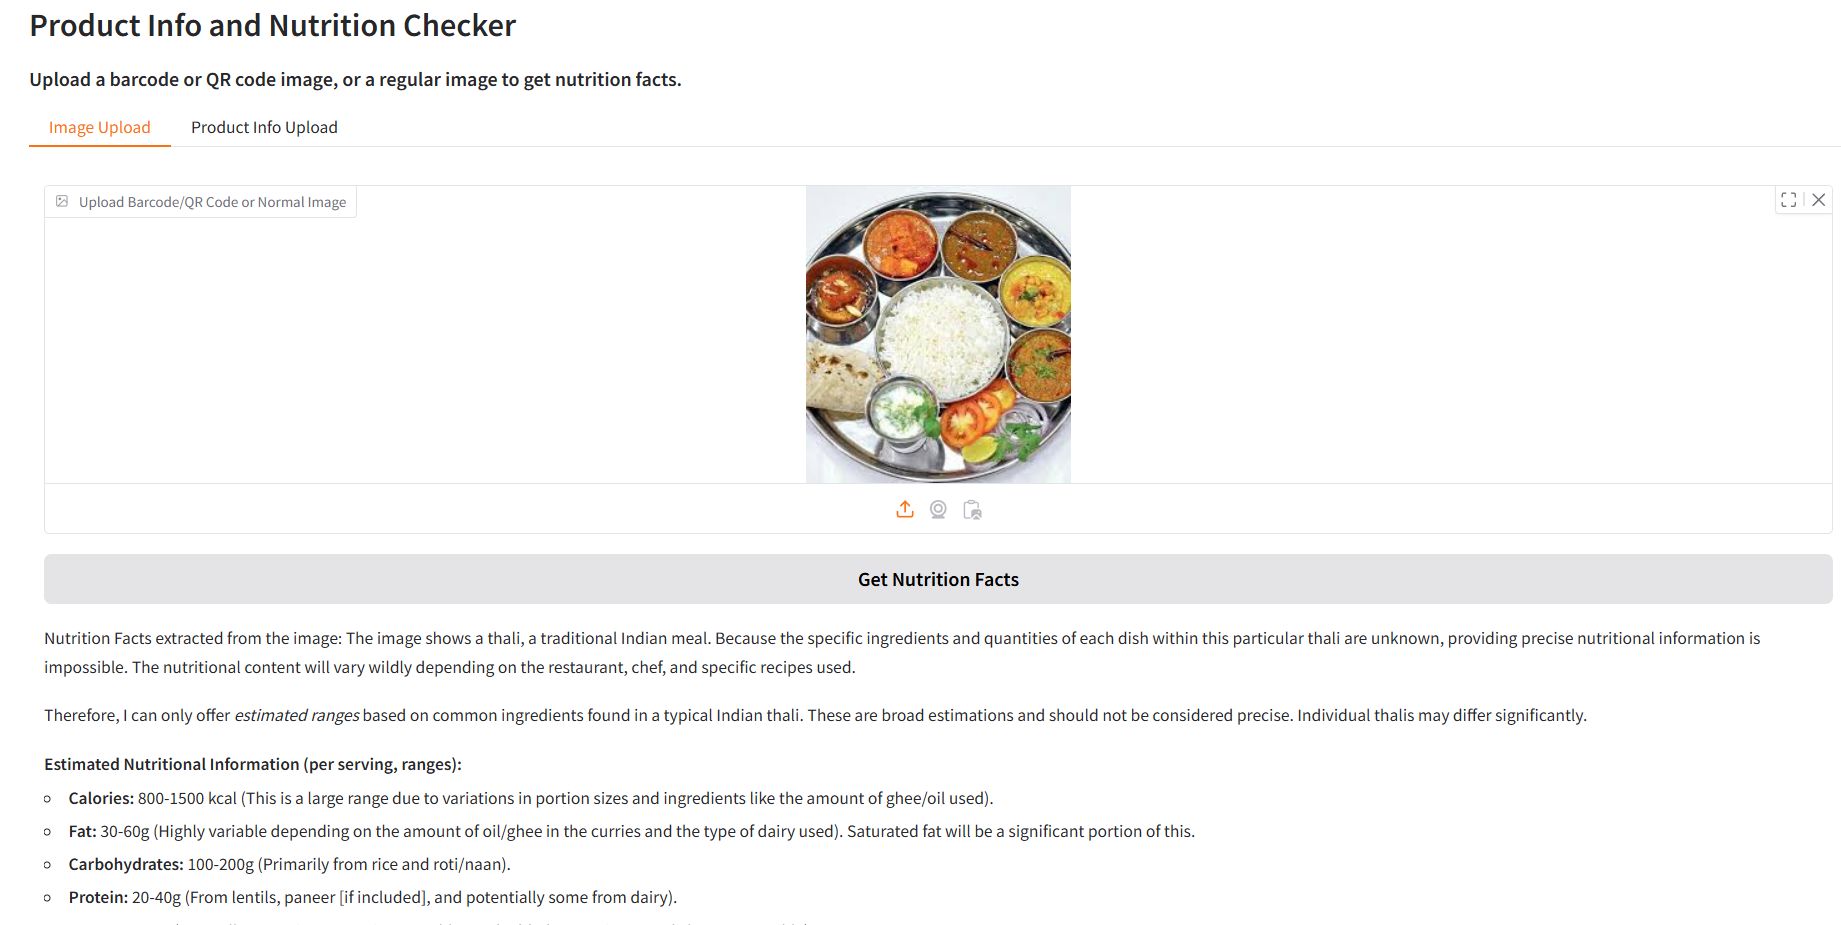 Product Info and Nutrition Checker
Upload a barcode or QR code image, or a regular image to get nutrition facts.
Image Upload
Product Info Upload
Upload Barcode/QR Code or Normal Image
Get Nutrition Facts
Nutrition Facts extracted from the image: The image shows a thali, a traditional Indian meal. Because the specific ingredients and quantities of each dish within this particular thali are unknown, providing precise nutritional information is
impossible. The nutritional content will vary wildly depending on the restaurant, chef, and specific recipes used.
Therefore, I can only offer estimated ranges based on common ingredients found in a typical Indian thali. These are broad estimations and should not be considered precise. Individual thalis may differ significantly.
Estimated Nutritional Information (per serving, ranges):
Calories: 800-1500 kcal (This is a large range due to variations in portion sizes and ingredients like the amount of ghee/oil used).
Fat: 30-60g (Highly variable depending on the amount of oil/ghee in the curries and the type of dairy used). Saturated fat will be a significant portion of this.
Carbohydrates: 100-200g (Primarily from rice and roti/naan).
Protein: 20-40g (From lentils, paneer [if included], and potentially some from dairy).